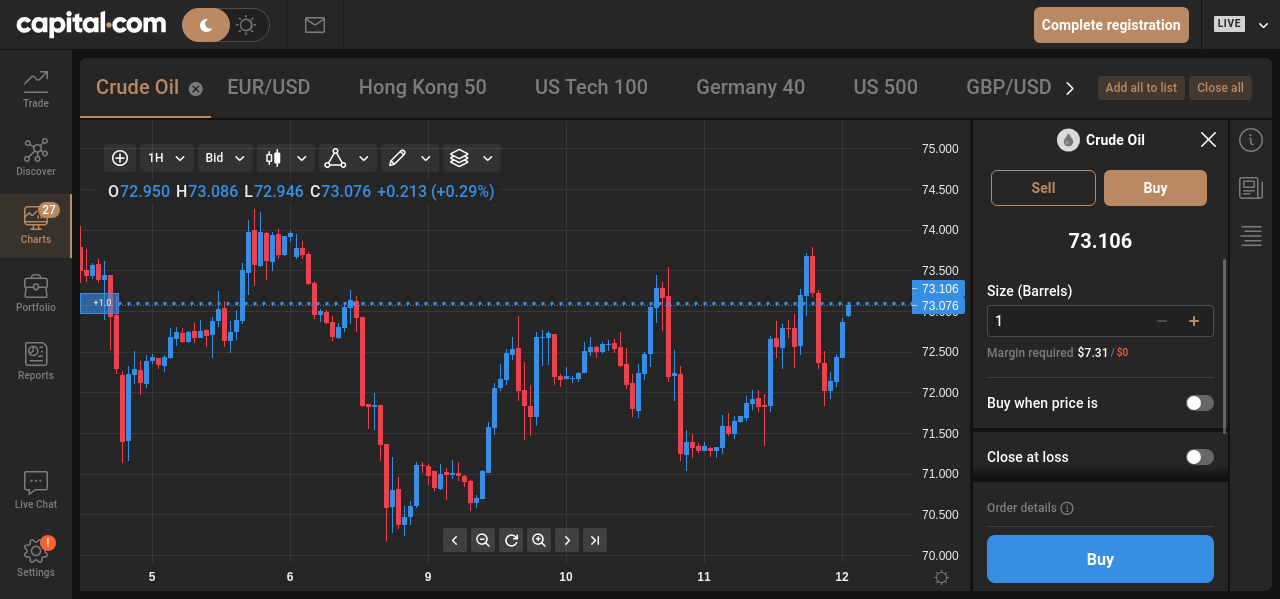 capital.com
Complete registration
LIVE
Trade
Discover
27
Charts
Portfolio
Reports
Live Chat
!
Settings
Crude Oil EUR/USD Hong Kong 50 US Tech 100 Germany 40 US 500 GBP/USD
Add all to list Close all
1H Bid
O72.950 H73.086 L72.946 C73.076 +0.213 (+0.29%)
+1.0
75.000
74.500
74.000
73.500
73.106
73.076
72.500
72.000
71.500
71.000
70.500
70.000
5 6 9 10 11 12
Crude Oil
Sell Buy
73.106
Size (Barrels)
1
Margin required $7.31 / $0
Buy when price is
Close at loss
Order details
Buy